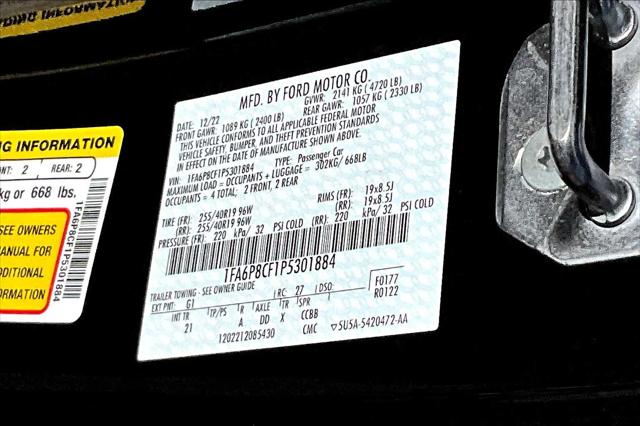 MFD. BY FORD MOTOR CO.
DATE: 12/22 GVWR: 2141 KG ( 4720 LB)
FRONT GAWR: 1089 KG ( 2400 LB) REAR GAWR: 1057 KG ( 2330 LB)
THIS VEHICLE CONFORMS TO ALL APPLICABLE FEDERAL MOTOR
VEHICLE SAFETY, BUMPER, AND THEFT PREVENTION STANDARDS
IN EFFECT ON THE DATE OF MANUFACTURE SHOWN ABOVE.
VIN: 1FA6P8CF1P5301884 TYPE: Passenger Car
MAXIMUM LOAD = OCCUPANTS + LUGGAGE = 302KG/ 668LB
OCCUPANTS = 4 TOTAL; 2 FRONT, 2 REAR
TIRE (FR): 255/40R19 96W RIMS (FR): 19x8.5J
(RR): 255/40R19 96W (RR): 19x8.5J
PRESSURE (FR): 220 kPa/ 32 PSI COLD (RR): 220 kPa/ 32 PSI COLD
1FA6P8CF1P5301884
TRAILER TOWING - SEE OWNER GUIDE
EXT PNT: G1 RC: 27 DSO: F0177
R0122
INT TR TP/PS R AXLE TR SPR
21 A DD X CCBB
1202212085430 CMC 5U5A-5420472-AA
NG INFORMATION
NT: 2 REAR: 2
kg or 668 lbs.
SEE OWNERS
MANUAL FOR
ADDITIONAL
INFORMATION
1FA6P8CF1P5301884